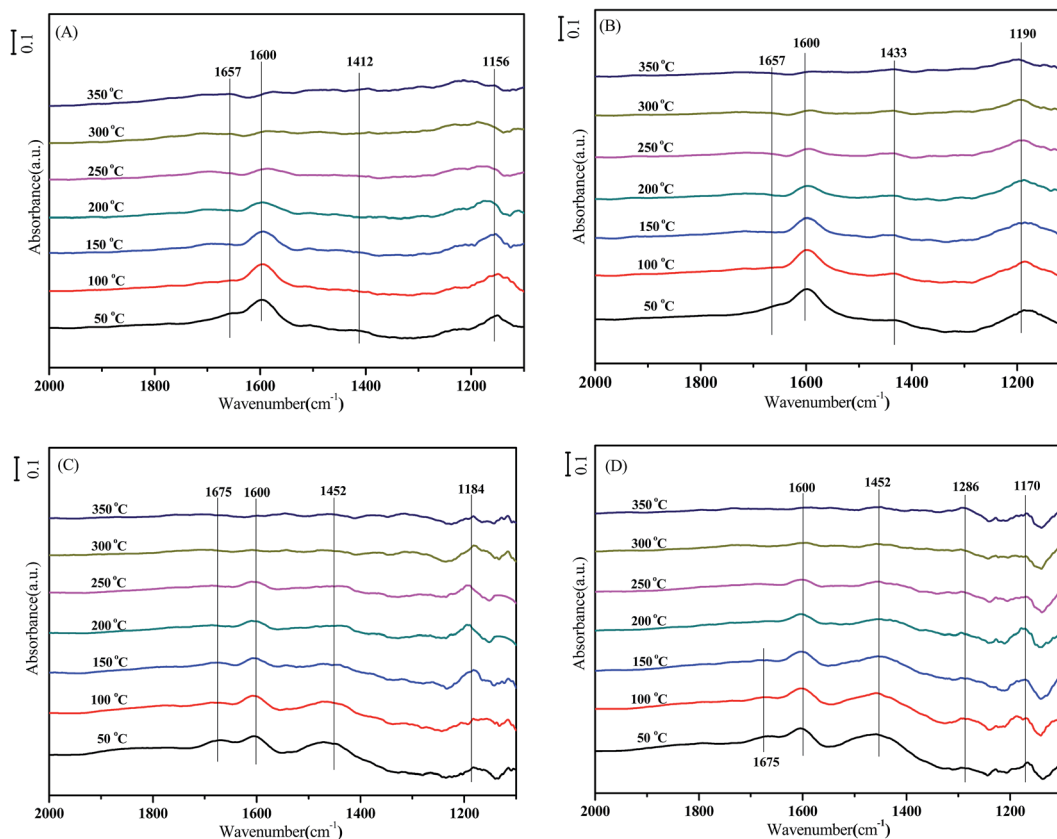 (A)
0.1
1657
1600
1412
1156
350 °C
300 °C
250 °C
200 °C
150 °C
100 °C
50 °C
Absorbance(a.u.)
2000 1800 1600 1400 1200
Wavenumber(cm-1)
(B)
0.1
1657
1600
1433
1190
350 °C
300 °C
250 °C
200 °C
150 °C
100 °C
50 °C
Absorbance(a.u.)
2000 1800 1600 1400 1200
Wavenumber(cm-1)
(C)
0.1
1675
1600
1452
1184
350 °C
300 °C
250 °C
200 °C
150 °C
100 °C
50 °C
Absorbance(a.u.)
2000 1800 1600 1400 1200
Wavenumber(cm-1)
(D)
0.1
1600
1452
1286
1170
350 °C
300 °C
250 °C
200 °C
150 °C
100 °C
50 °C
1675
Absorbance(a.u.)
2000 1800 1600 1400 1200
Wavenumber(cm-1)